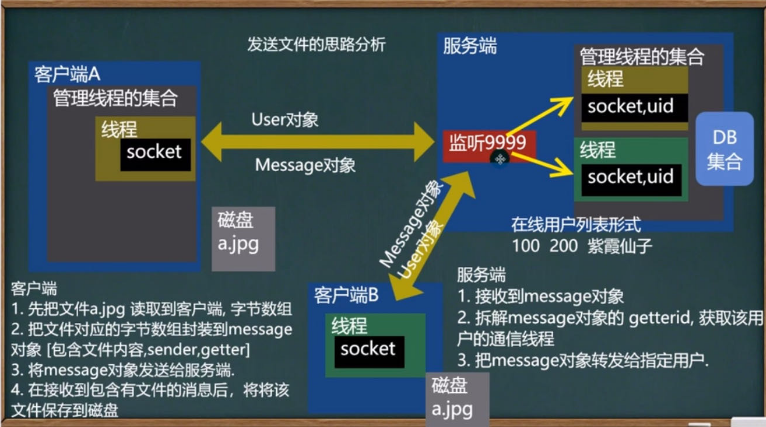 发送文件的思路分析
客户端A
管理线程的集合
线程
socket
User对象
Message对象
磁盘
a.jpg
服务端
管理线程的集合
线程
socket,uid
监听9999
线程
socket,uid
DB
集合
Message对象
User对象
在线用户列表形式
100 200 紫霞仙子
客户端
1. 先把文件a.jpg 读取到客户端, 字节数组
2. 把文件对应的字节数组封装到message
对象 [包含文件内容,sender,getter]
3. 将message对象发送给服务端.
4. 在接收到包含有文件的消息后，将将该
文件保存到磁盘
客户端B
线程
socket
磁盘
a.jpg
服务端
1. 接收到message对象
2. 拆解message对象的 getterid, 获取该用
户的通信线程
3. 把message对象转发给指定用户.